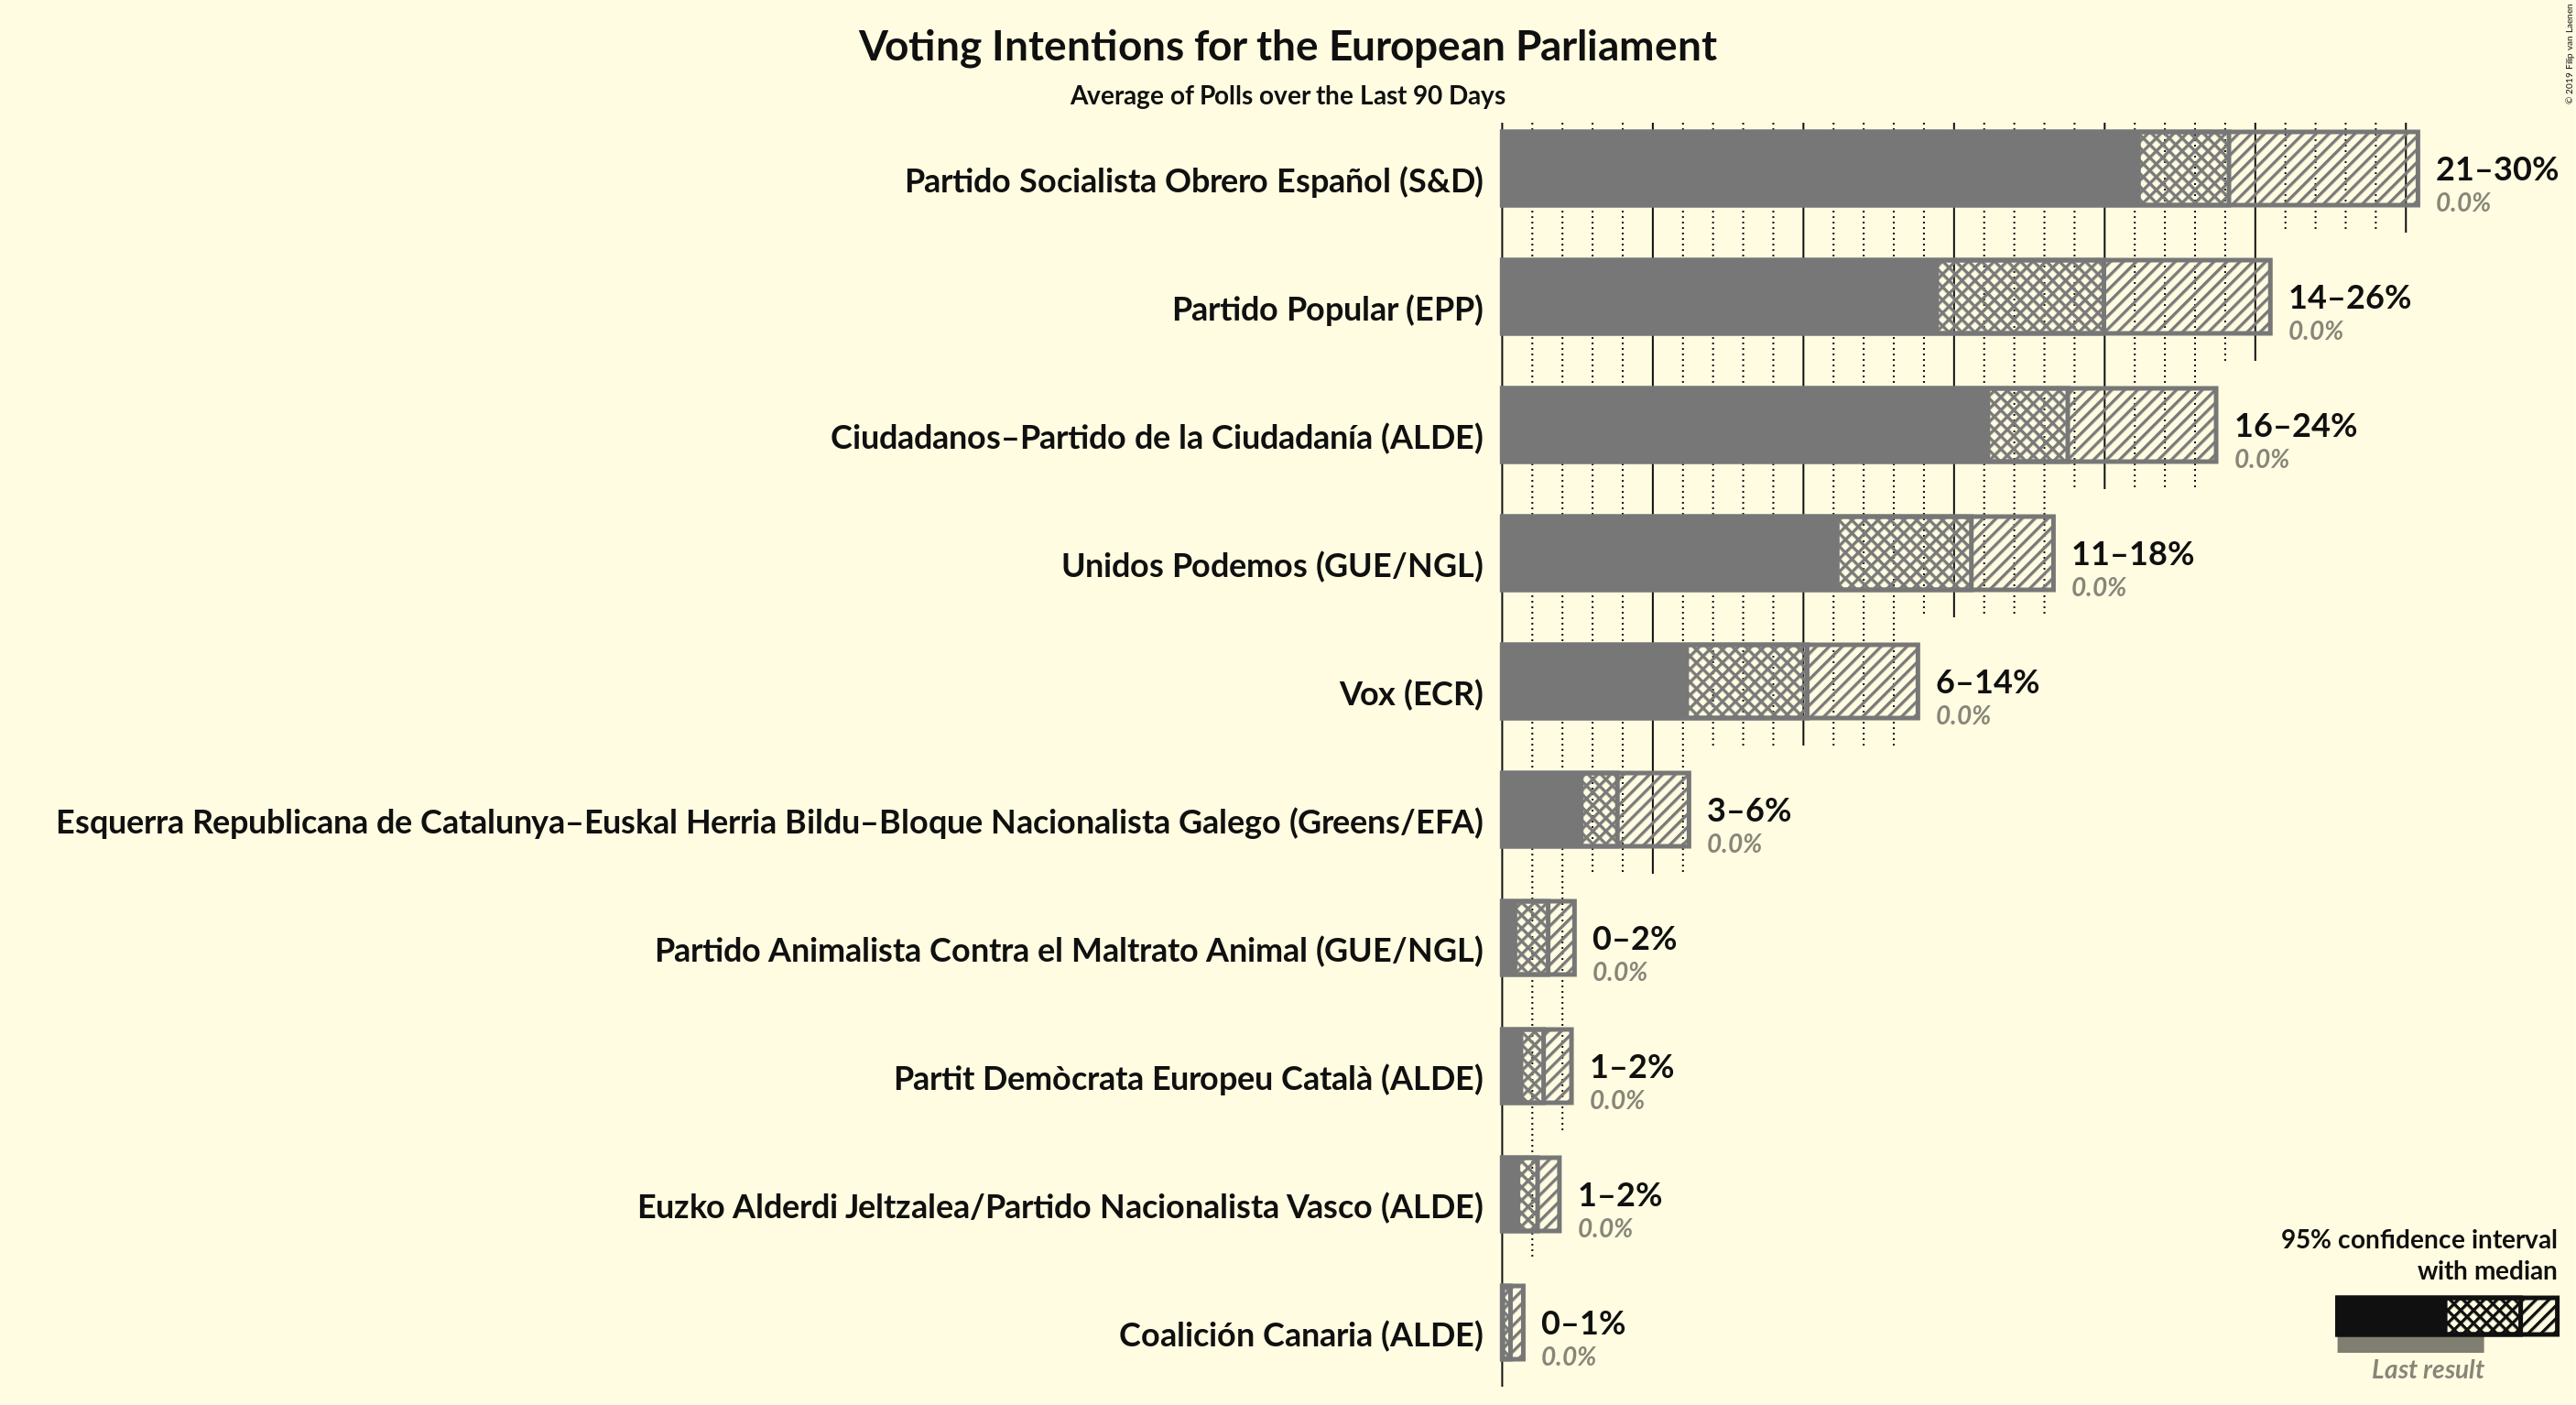 Voting Intentions for the European Parliament
Average of Polls over the Last 90 Days
© 2019 Filip van Laenen
Partido Socialista Obrero Español (S&D)
21–30%
0.0%
Partido Popular (EPP)
14–26%
0.0%
Ciudadanos–Partido de la Ciudadanía (ALDE)
16–24%
0.0%
Unidos Podemos (GUE/NGL)
11–18%
0.0%
Vox (ECR)
6–14%
0.0%
Esquerra Republicana de Catalunya–Euskal Herria Bildu–Bloque Nacionalista Galego (Greens/EFA)
3–6%
0.0%
Partido Animalista Contra el Maltrato Animal (GUE/NGL)
0–2%
0.0%
Partit Demòcrata Europeu Català (ALDE)
1–2%
0.0%
Euzko Alderdi Jeltzalea/Partido Nacionalista Vasco (ALDE)
1–2%
0.0%
Coalición Canaria (ALDE)
0–1%
0.0%
95% confidence interval
with median
Last result